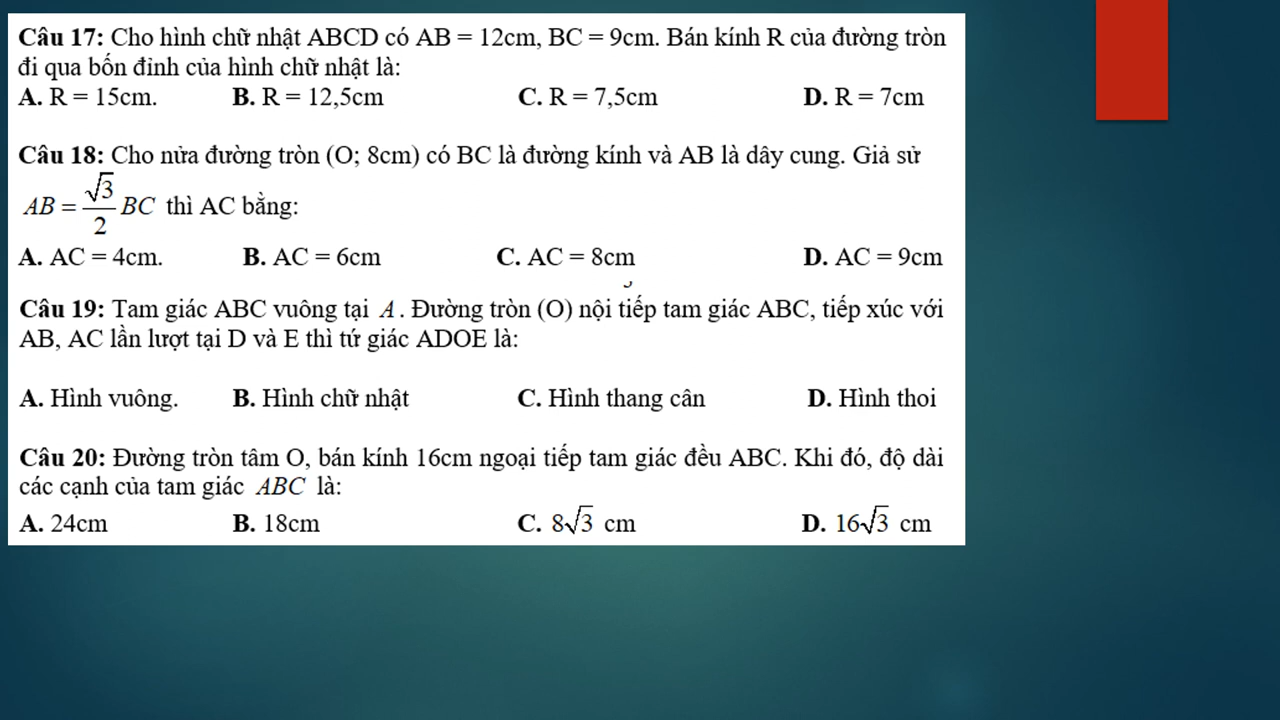 Câu 17: Cho hình chữ nhật ABCD có AB = 12cm, BC = 9cm. Bán kính R của đường tròn
đi qua bốn đỉnh của hình chữ nhật là:
A. R = 15cm. B. R = 12,5cm C. R = 7,5cm D. R = 7cm
Câu 18: Cho nửa đường tròn (O; 8cm) có BC là đường kính và AB là dây cung. Giả sử
AB = √3/2 BC thì AC bằng:
A. AC = 4cm. B. AC = 6cm C. AC = 8cm D. AC = 9cm
Câu 19: Tam giác ABC vuông tại A. Đường tròn (O) nội tiếp tam giác ABC, tiếp xúc với
AB, AC lần lượt tại D và E thì tứ giác ADOE là:
A. Hình vuông. B. Hình chữ nhật C. Hình thang cân D. Hình thoi
Câu 20: Đường tròn tâm O, bán kính 16cm ngoại tiếp tam giác đều ABC. Khi đó, độ dài
các cạnh của tam giác ABC là:
A. 24cm B. 18cm C. 8√3 cm D. 16√3 cm